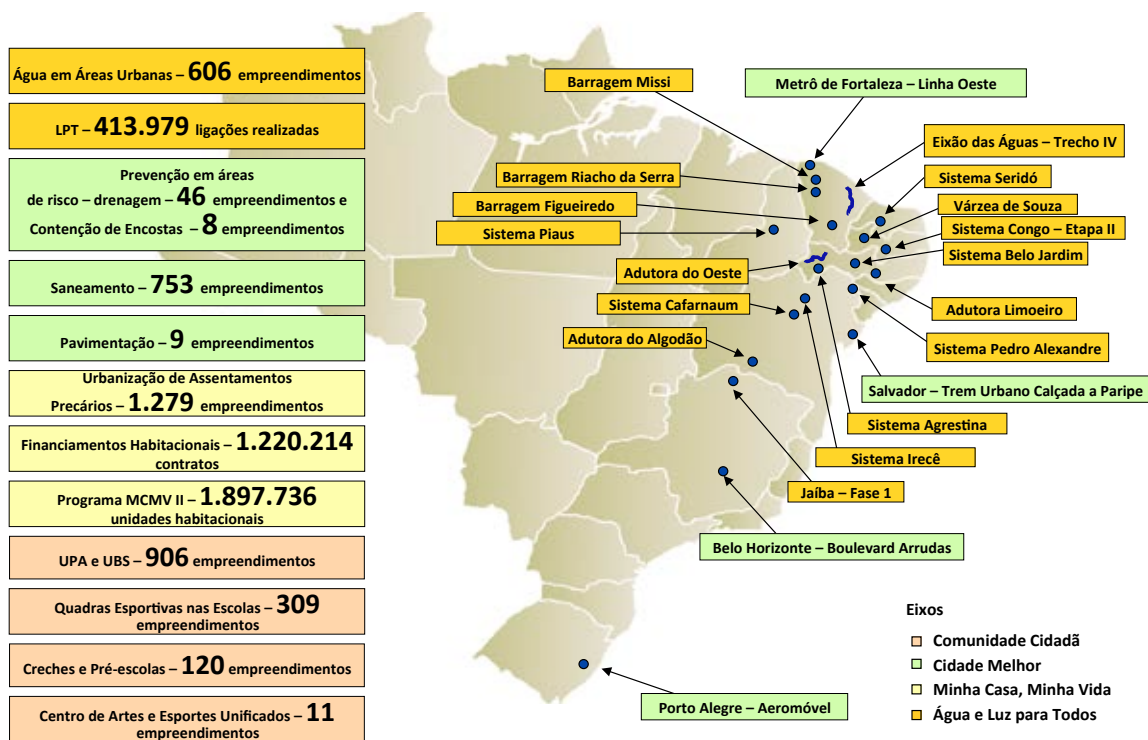 Água em Áreas Urbanas – 606 empreendimentos
LPT – 413.979 ligações realizadas
Prevenção em áreas
de risco – drenagem – 46 empreendimentos e
Contenção de Encostas – 8 empreendimentos
Saneamento – 753 empreendimentos
Pavimentação – 9 empreendimentos
Urbanização de Assentamentos
Precários – 1.279 empreendimentos
Financiamentos Habitacionais – 1.220.214
contratos
Programa MCMV II – 1.897.736
unidades habitacionais
UPA e UBS – 906 empreendimentos
Quadras Esportivas nas Escolas – 309
empreendimentos
Creches e Pré-escolas – 120 empreendimentos
Centro de Artes e Esportes Unificados – 11
empreendimentos
Barragem Missi
Metrô de Fortaleza – Linha Oeste
Eixão das Águas – Trecho IV
Barragem Riacho da Serra
Sistema Seridó
Barragem Figueiredo
Várzea de Souza
Sistema Piaus
Sistema Congo – Etapa II
Sistema Belo Jardim
Adutora do Oeste
Sistema Cafarnaum
Adutora Limoeiro
Adutora do Algodão
Sistema Pedro Alexandre
Salvador – Trem Urbano Calçada a Paripe
Sistema Agrestina
Sistema Irecê
Jaíba – Fase 1
Belo Horizonte – Boulevard Arrudas
Porto Alegre – Aeromóvel
Eixos
Comunidade Cidadã
Cidade Melhor
Minha Casa, Minha Vida
Água e Luz para Todos